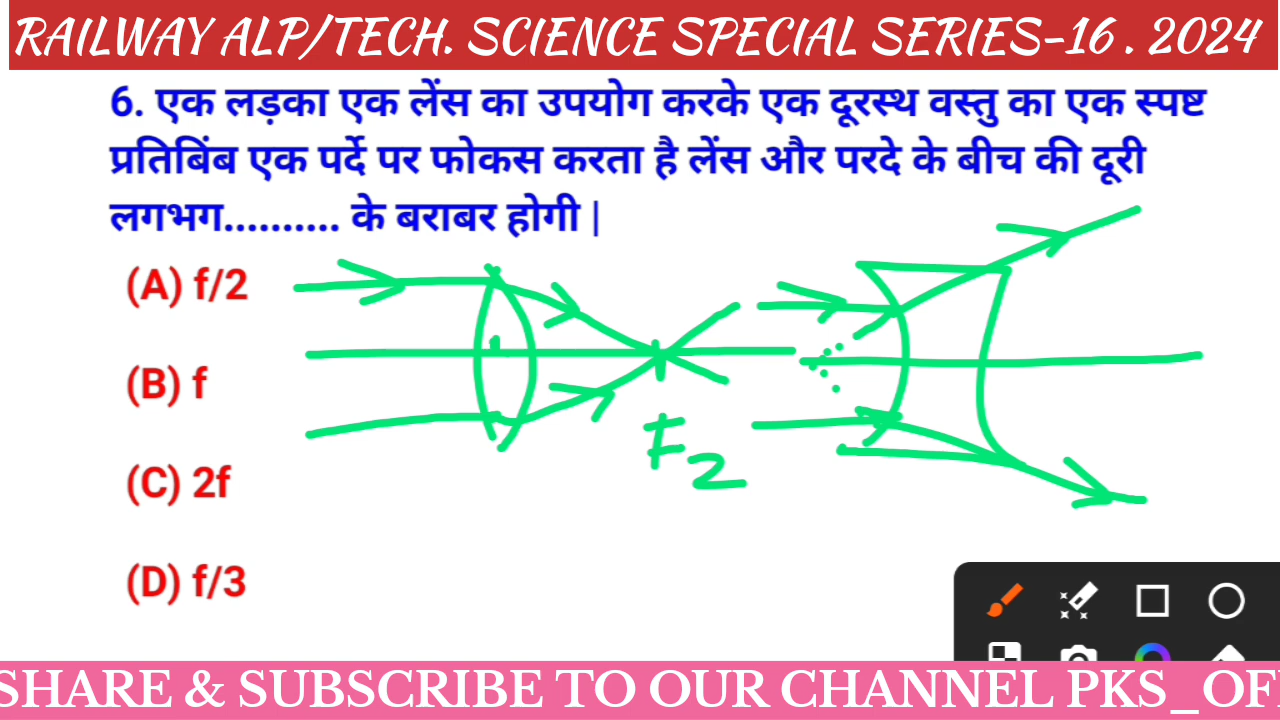 RAILWAY ALP/TECH. SCIENCE SPECIAL SERIES-16 . 2024
6. एक लड़का एक लेंस का उपयोग करके एक दूरस्थ वस्तु का एक स्पष्ट
प्रतिबिंब एक पर्दे पर फोकस करता है लेंस और परदे के बीच की दूरी
लगभग.......... के बराबर होगी |
(A) f/2
(B) f
(C) 2f
(D) f/3
SHARE & SUBSCRIBE TO OUR CHANNEL PKS_OF